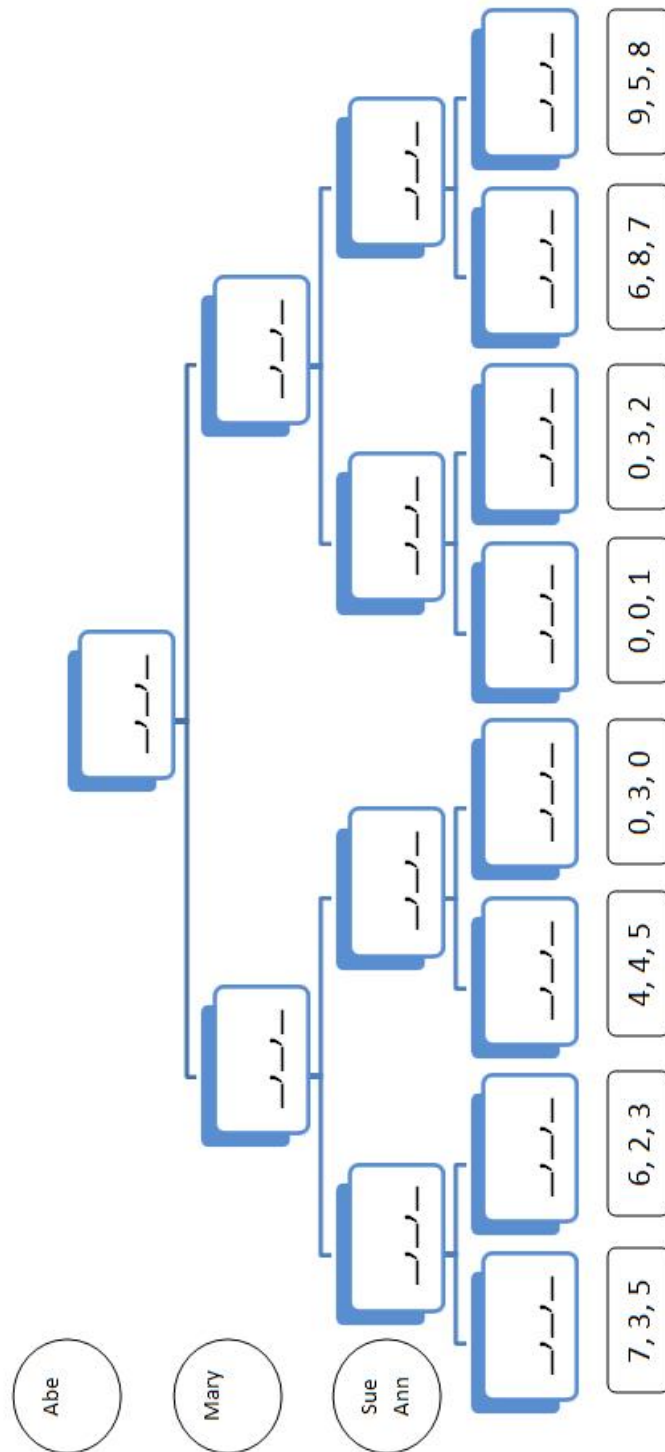 Abe
_,_,_
Mary
_,_,_
_,_,_
Sue
Ann
_,_,_
_,_,_
_,_,_
_,_,_
_,_,_
_,_,_
_,_,_
_,_,_
_,_,_
_,_,_
_,_,_
_,_,_
7, 3, 5
6, 2, 3
4, 4, 5
0, 3, 0
0, 0, 1
0, 3, 2
6, 8, 7
9, 5, 8